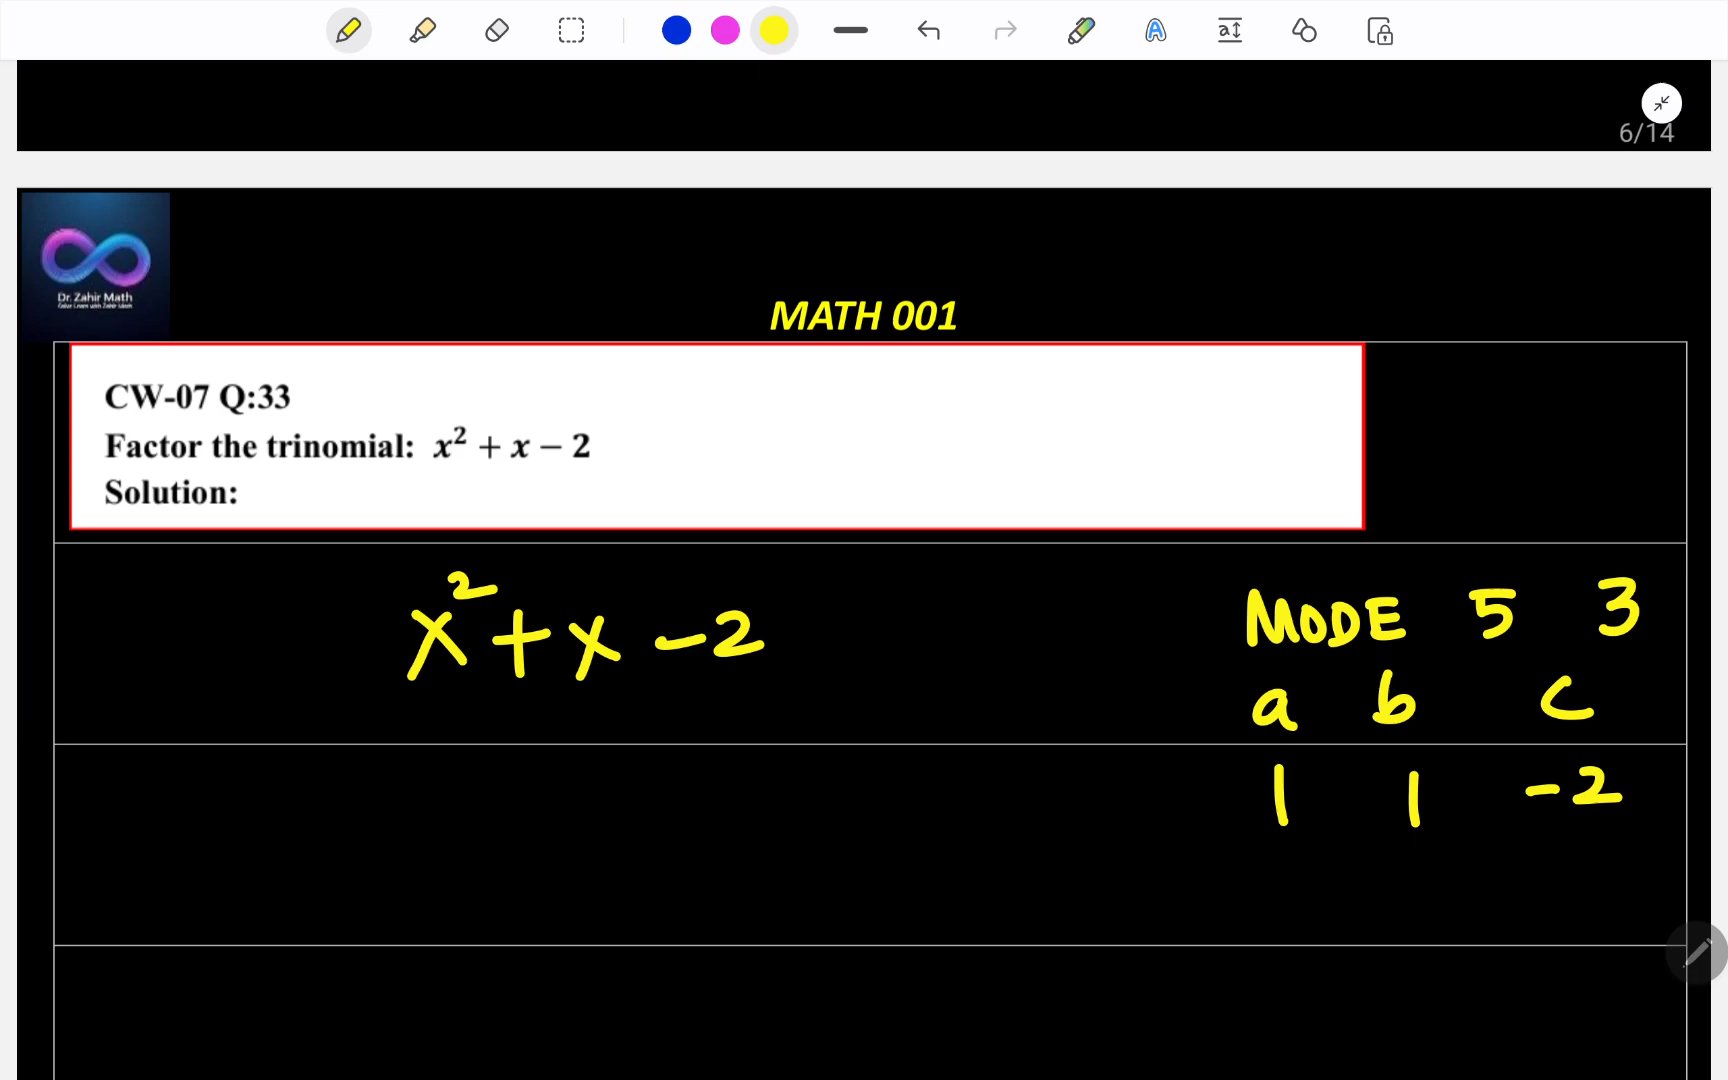 6/14
Dr. Zahir Math
MATH 001
CW-07 Q:33
Factor the trinomial: x² + x − 2
Solution:
x² + x - 2
MODE 5 3
a b c
1 1 -2